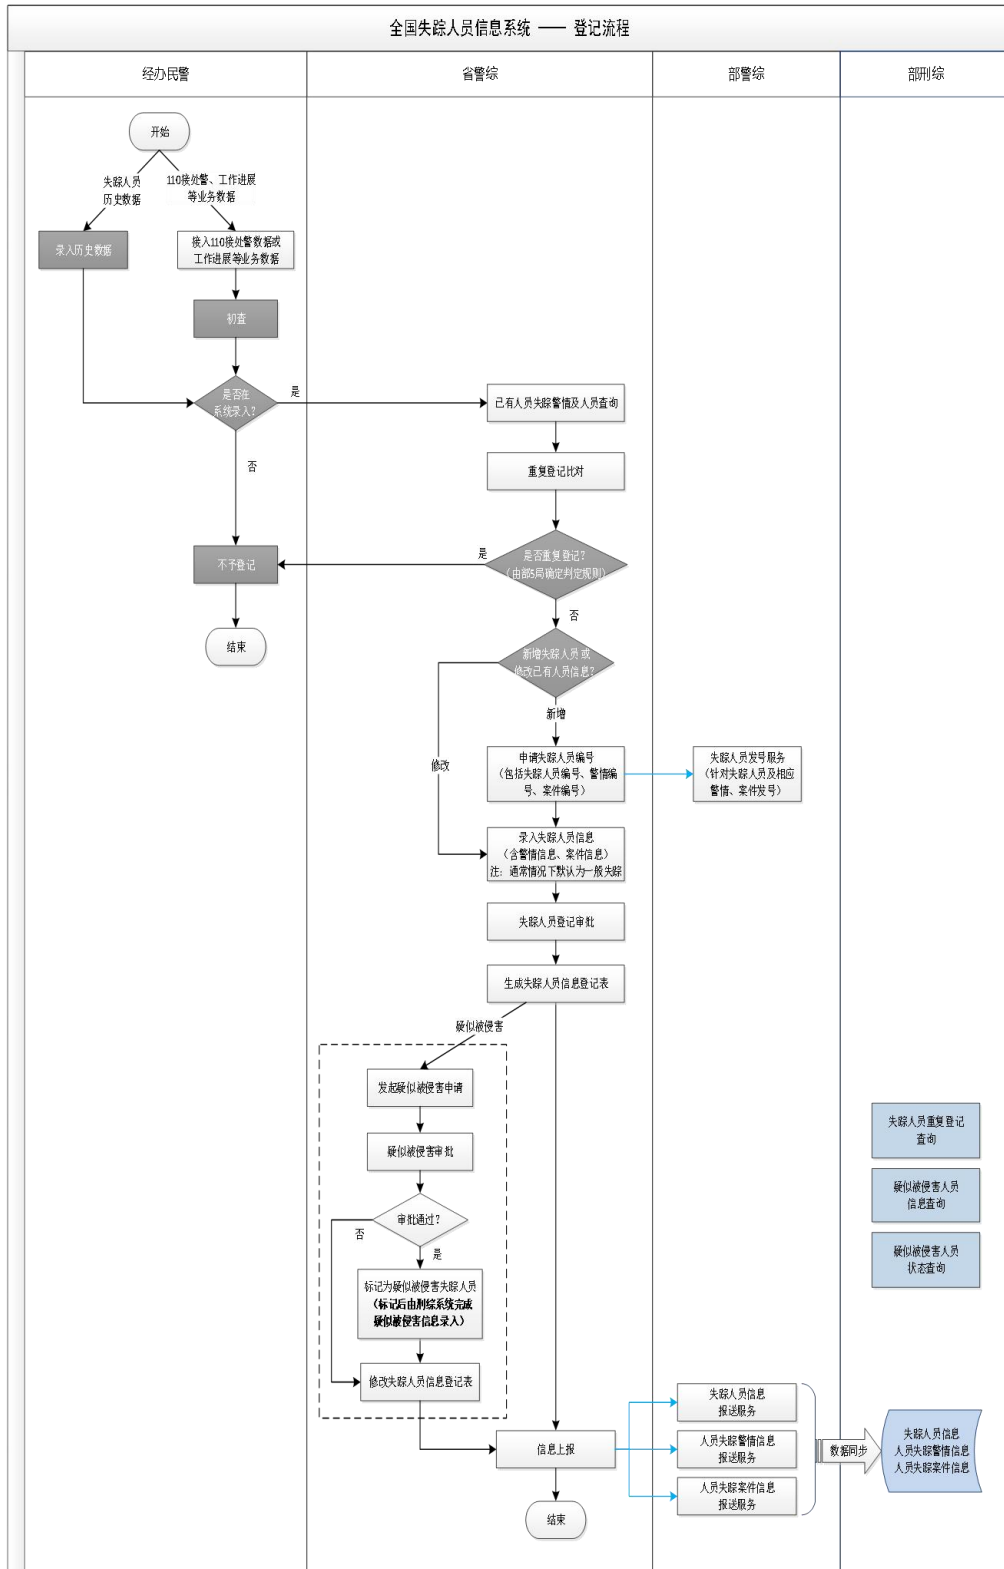 全国失踪人员信息系统 —— 登记流程
经办民警
省警综
部警综
部刑综
开始
失踪人员
历史数据
110接处警、工作进展
等业务数据
录入历史数据
接入110接处警数据或
工作进展等业务数据
初查
是否在
系统录入？
是
否
已有人员失踪警情及人员查询
重复登记比对
是否重复登记？
（由部5局确定判定规则）
是
否
不予登记
结束
新增失踪人员或
修改已有人员信息？
新增
修改
申请失踪人员编号
（包括失踪人员编号、警情编
号、案件编号）
失踪人员发号服务
（针对失踪人员及相应
警情、案件发号）
录入失踪人员信息
（含警情信息、案件信息）
注：通常情况下默认为一般失踪
失踪人员登记审批
生成失踪人员信息登记表
疑似被侵害
发起疑似被侵害申请
疑似被侵害审批
审批通过？
否
是
标记为疑似被侵害失踪人员
（标记后由刑综系统完成
疑似被侵害信息录入）
修改失踪人员信息登记表
失踪人员重复登记
查询
疑似被侵害人员
信息查询
疑似被侵害人员
状态查询
信息上报
结束
失踪人员信息
报送服务
人员失踪警情信息
报送服务
人员失踪案件信息
报送服务
数据同步
失踪人员信息
人员失踪警情信息
人员失踪案件信息